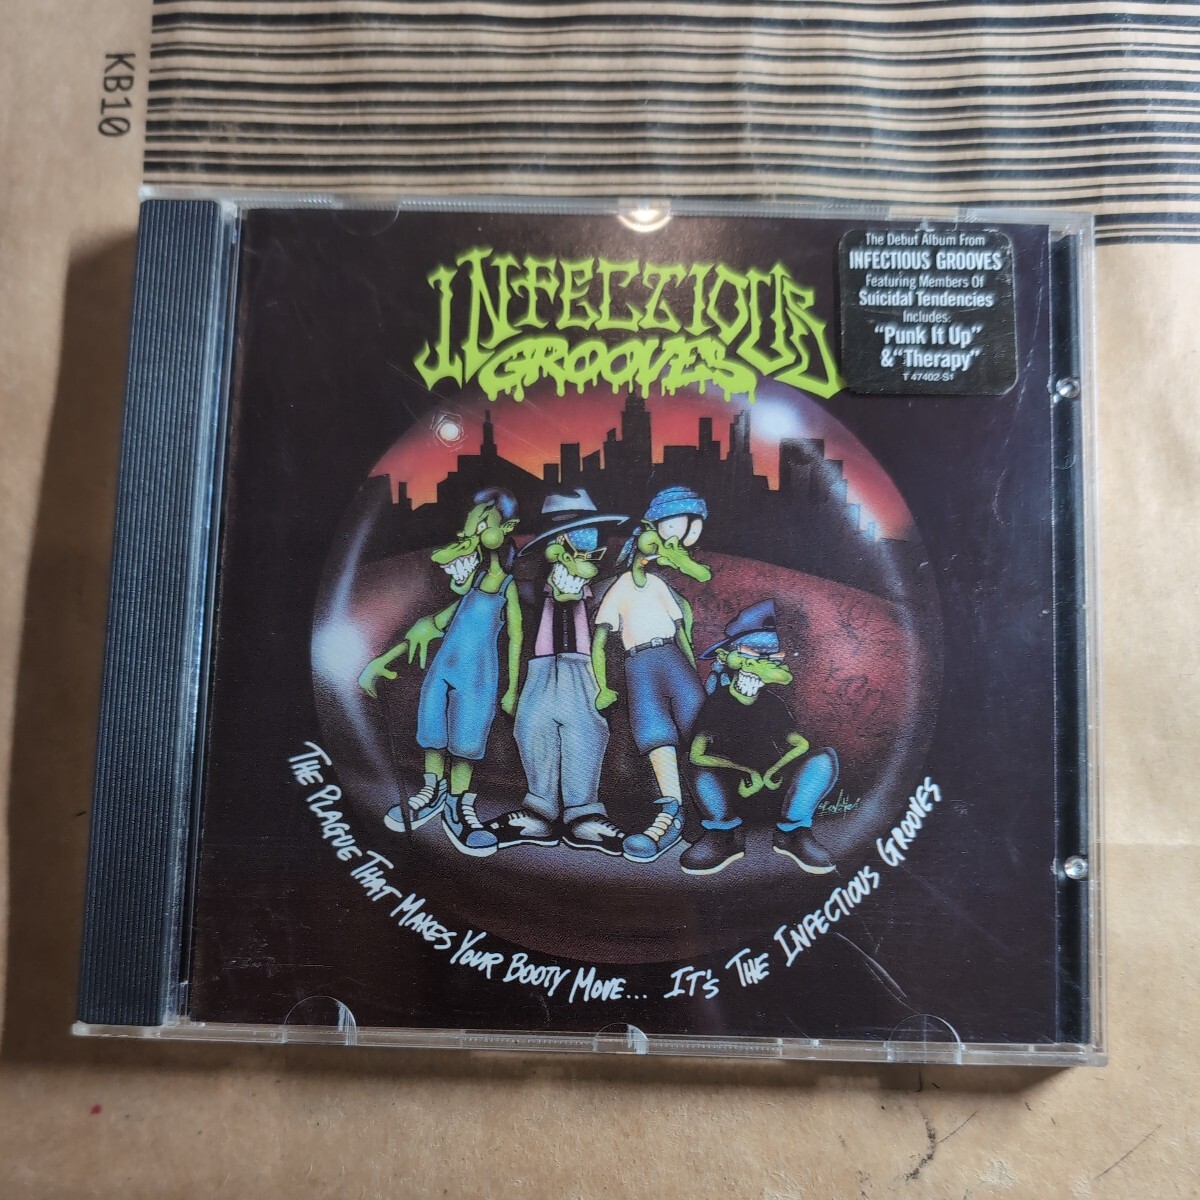 KB10
INFECTIOUS
GROOVES
The Debut Album From
INFECTIOUS GROOVES
Featuring Members Of
Suicidal Tendencies
Includes:
"Punk It Up"
&"Therapy"
T 47402-S1
THE PLAGUE THAT MAKES YOUR BOOTY MOVE... IT'S THE INFECTIOUS GROOVES